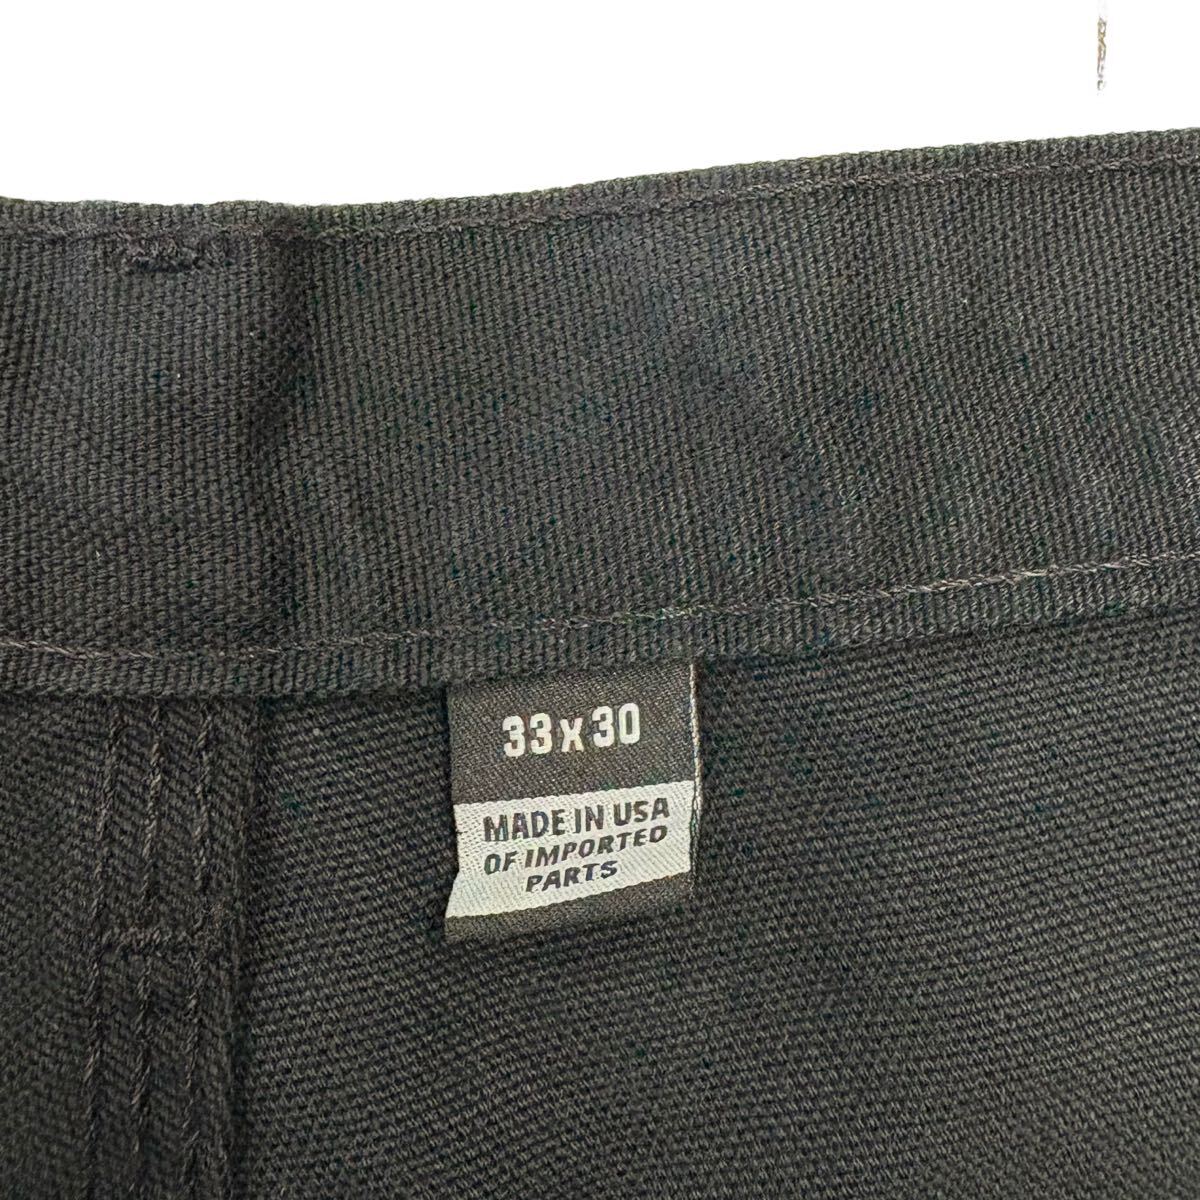 33x30
MADE IN USA
OF IMPORTED
PARTS